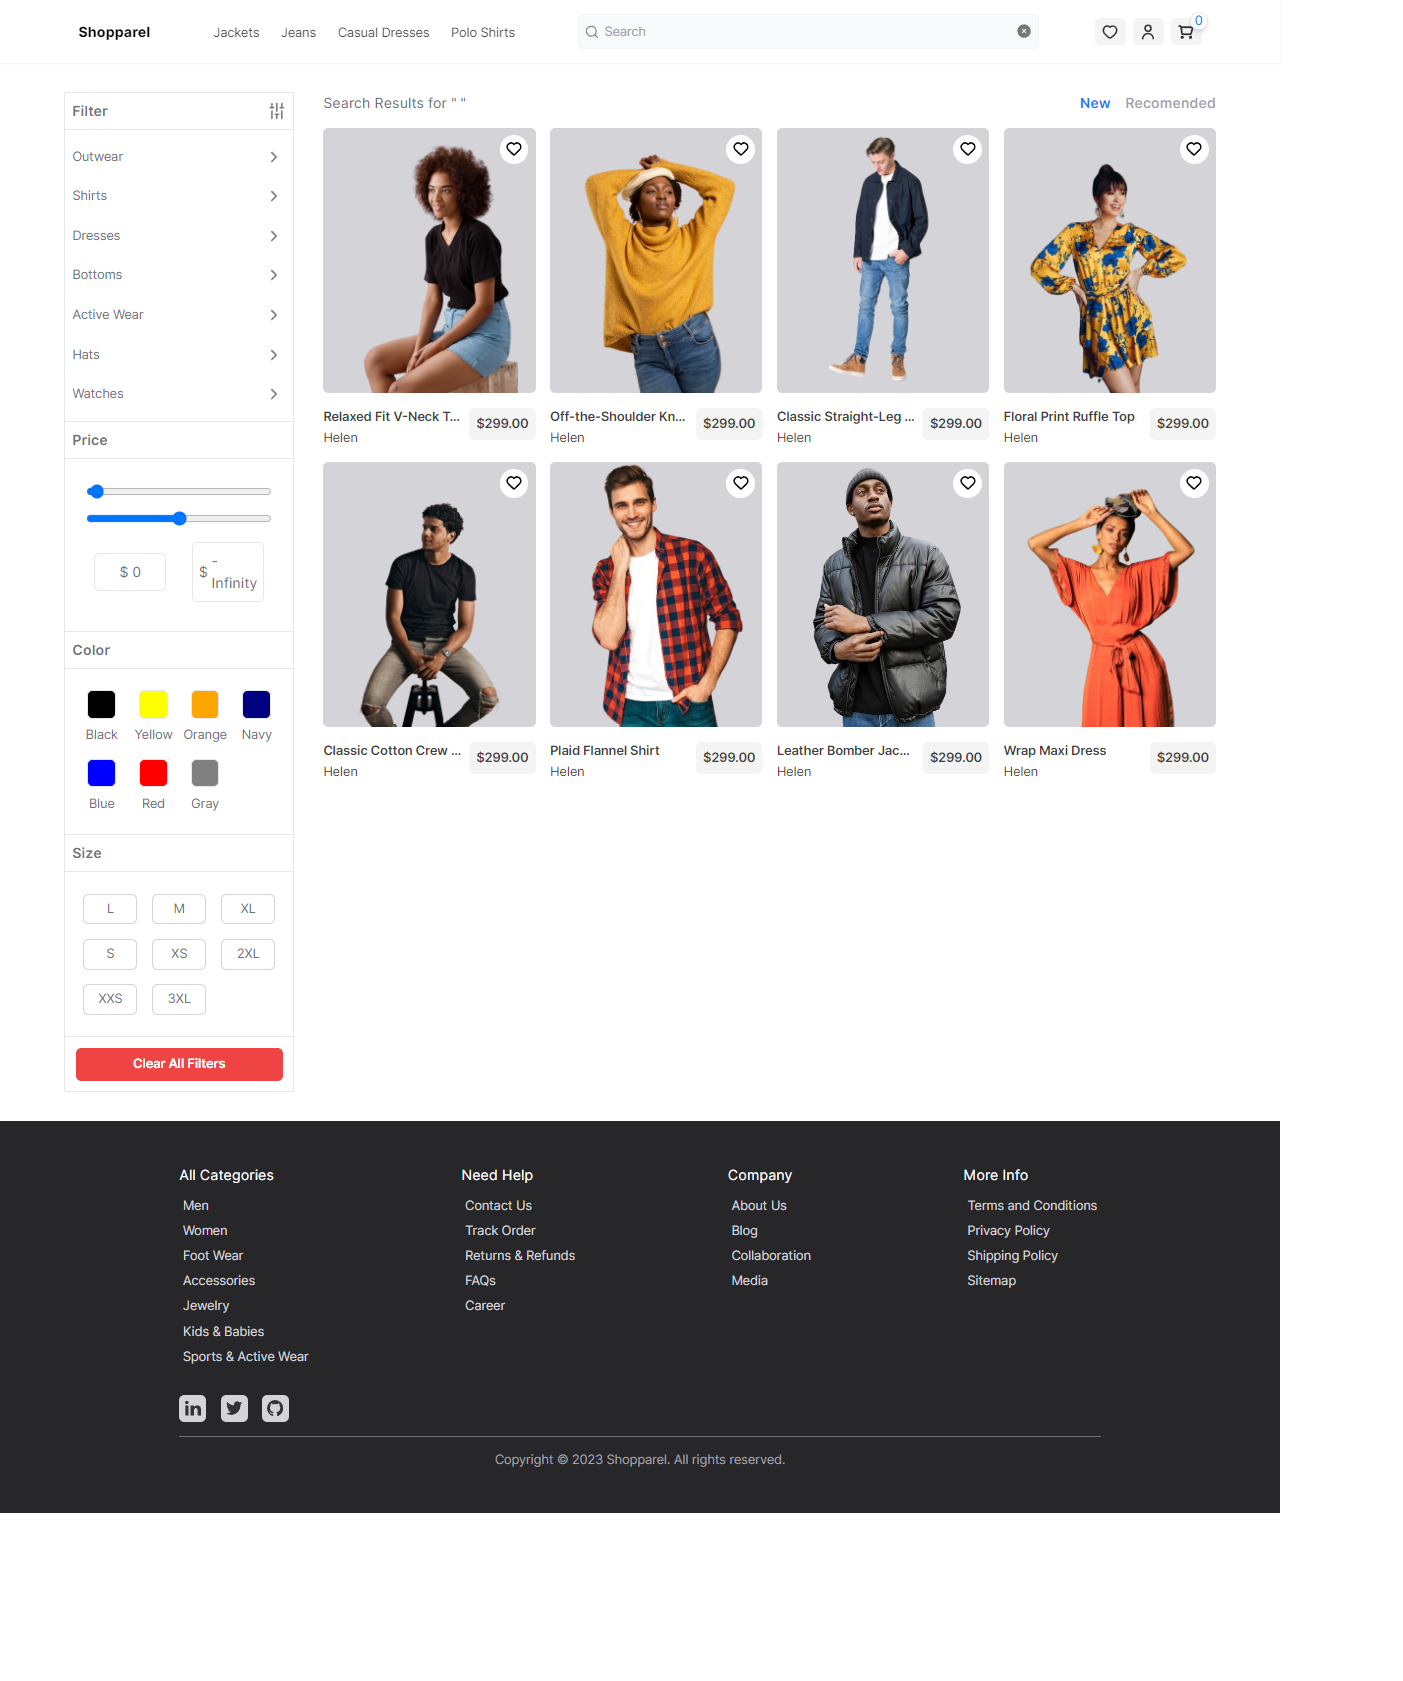 Shopparel
Jackets
Jeans
Casual Dresses
Polo Shirts
Search
0
Filter
Outwear
Shirts
Dresses
Bottoms
Active Wear
Hats
Watches
Price
$ 0
$ -
Infinity
Color
Black
Yellow
Orange
Navy
Blue
Red
Gray
Size
L
M
XL
S
XS
2XL
XXS
3XL
Clear All Filters
Search Results for " "
New
Recomended
Relaxed Fit V-Neck T...
$299.00
Helen
Off-the-Shoulder Kn...
$299.00
Helen
Classic Straight-Leg ...
$299.00
Helen
Floral Print Ruffle Top
$299.00
Helen
Classic Cotton Crew ...
$299.00
Helen
Plaid Flannel Shirt
$299.00
Helen
Leather Bomber Jac...
$299.00
Helen
Wrap Maxi Dress
$299.00
Helen
All Categories
Men
Women
Foot Wear
Accessories
Jewelry
Kids & Babies
Sports & Active Wear
Need Help
Contact Us
Track Order
Returns & Refunds
FAQs
Career
Company
About Us
Blog
Collaboration
Media
More Info
Terms and Conditions
Privacy Policy
Shipping Policy
Sitemap
in
Copyright © 2023 Shopparel. All rights reserved.